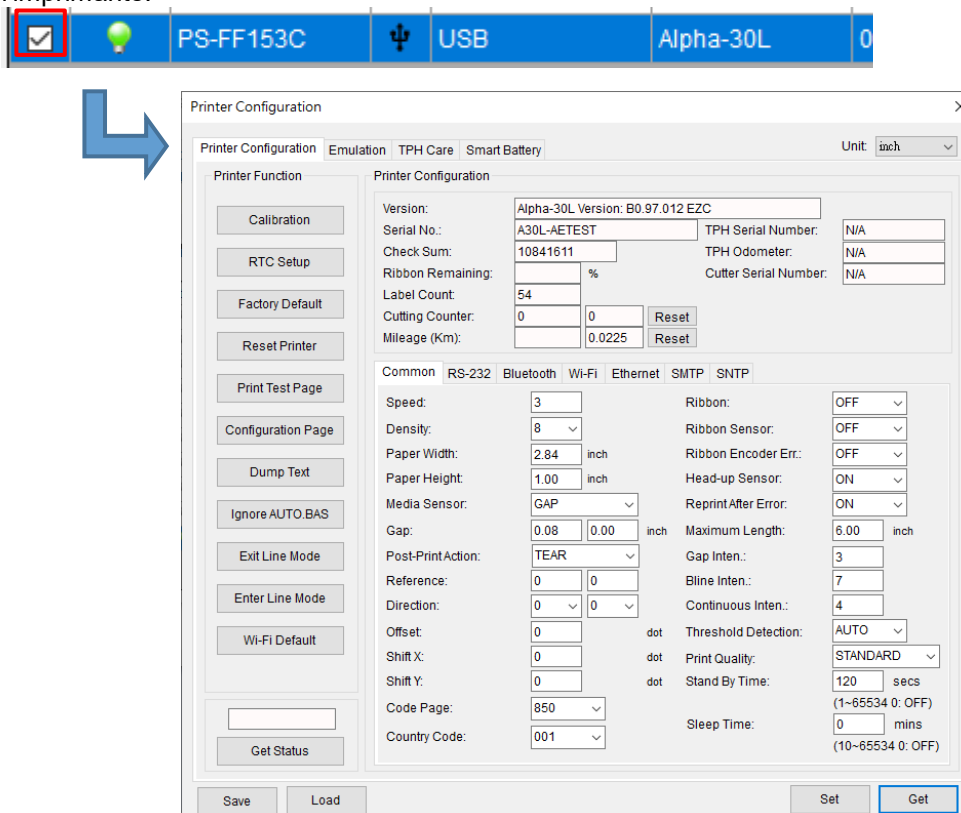 PS-FF153C USB Alpha-30L
Printer Configuration
Printer Configuration Emulation TPH Care Smart Battery Unit: inch
Printer Function
Calibration
RTC Setup
Factory Default
Reset Printer
Print Test Page
Configuration Page
Dump Text
Ignore AUTO.BAS
Exit Line Mode
Enter Line Mode
Wi-Fi Default
Get Status
Printer Configuration
Version: Alpha-30L Version: B0.97.012 EZC
Serial No.: A30L-AETEST TPH Serial Number: N/A
Check Sum: 10841611 TPH Odometer: N/A
Ribbon Remaining: % Cutter Serial Number: N/A
Label Count: 54
Cutting Counter: 0 0 Reset
Mileage (Km): 0.0225 Reset
Common RS-232 Bluetooth Wi-Fi Ethernet SMTP SNTP
Speed: 3 Ribbon: OFF
Density: 8 Ribbon Sensor: OFF
Paper Width: 2.84 inch Ribbon Encoder Err.: OFF
Paper Height: 1.00 inch Head-up Sensor: ON
Media Sensor: GAP Reprint After Error: ON
Gap: 0.08 0.00 inch Maximum Length: 6.00 inch
Post-Print Action: TEAR Gap Inten.: 3
Reference: 0 0 Bline Inten.: 7
Direction: 0 0 Continuous Inten.: 4
Offset: 0 dot Threshold Detection: AUTO
Shift X: 0 dot Print Quality: STANDARD
Shift Y: 0 dot Stand By Time: 120 secs
(1~65534 0: OFF)
Code Page: 850
Sleep Time: 0 mins
Country Code: 001
(10~65534 0: OFF)
Save Load Set Get